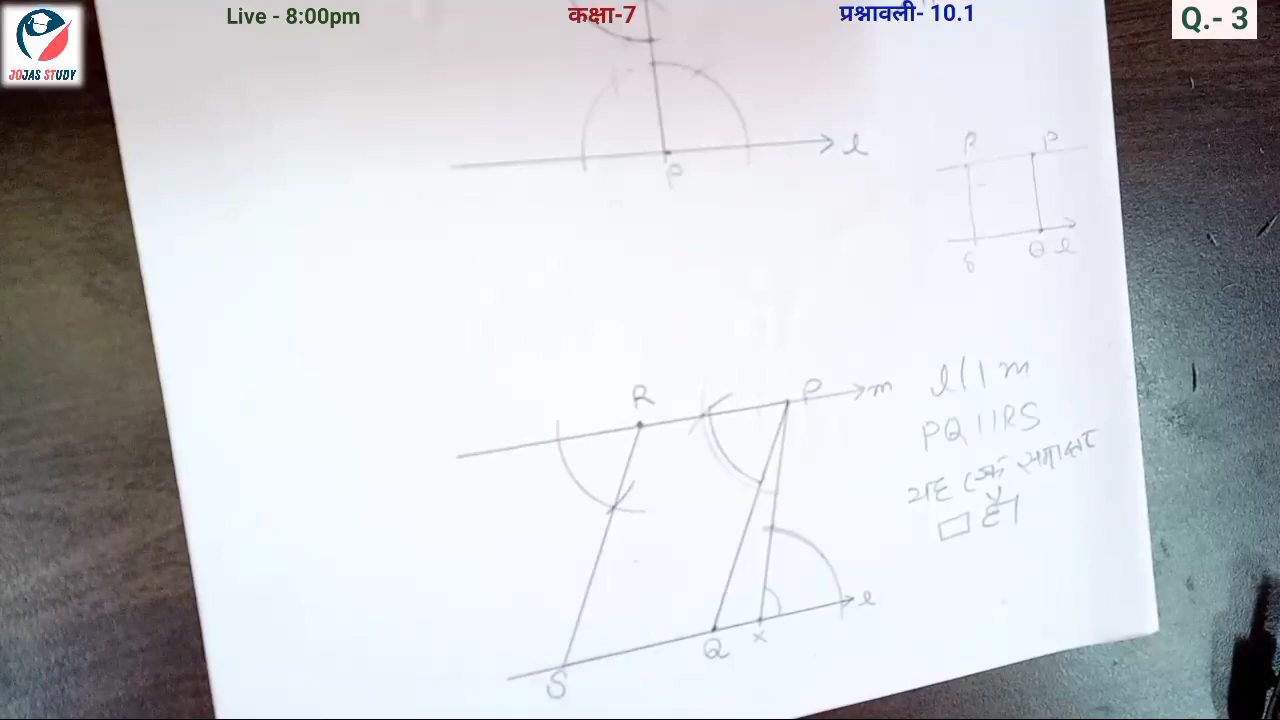 Live - 8:00pm
कक्षा-7
प्रश्नावली- 10.1
Q.- 3
JOJAS STUDY
l
P
R P
S Q l
R P m
l || m
PQ || RS
यह एक समान्तर
□ है।
l
Q x
S